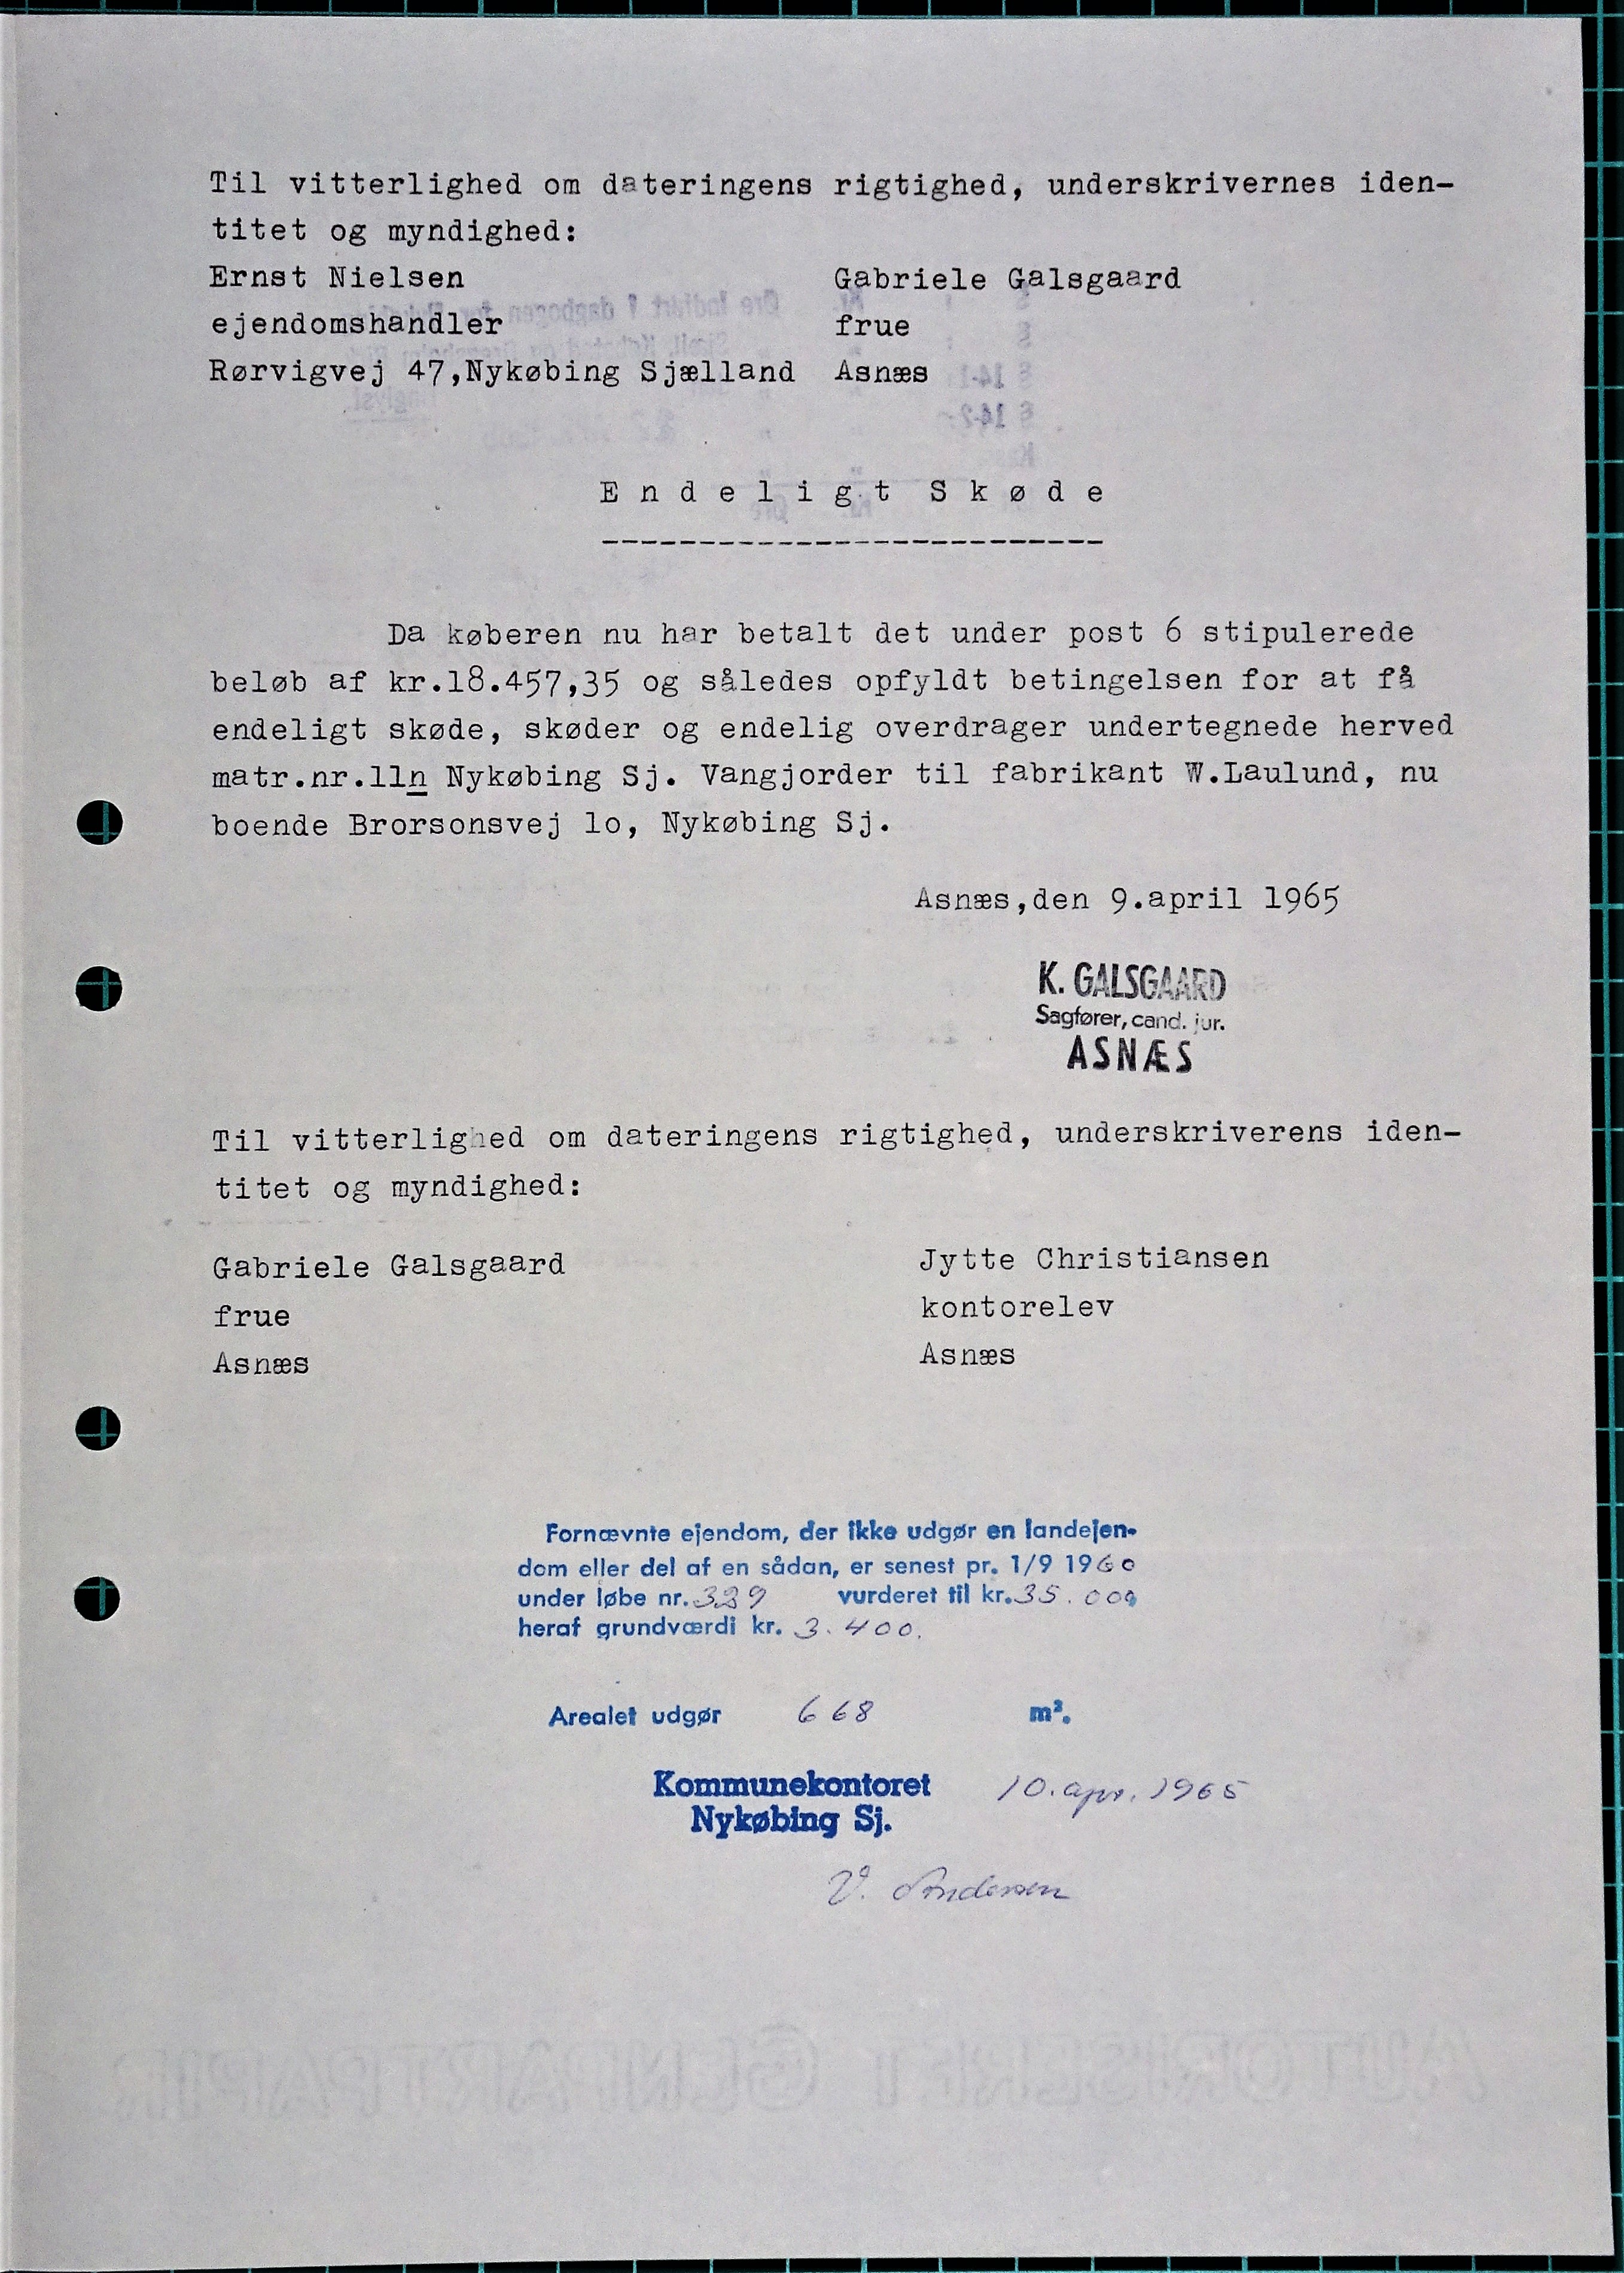 Til vitterlighed om dateringens rigtighed, underskrivernes iden-
titet og myndighed:
Ernst Nielsen Gabriele Galsgaard
ejendomshandler frue
Rørvigvej 47,Nykøbing Sjælland Asnæs
Endeligt Skøde
--------------------------
Da køberen nu har betalt det under post 6 stipulerede
beløb af kr.18.457,35 og således opfyldt betingelsen for at få
endeligt skøde, skøder og endelig overdrager undertegnede herved
matr.nr.lln Nykøbing Sj. Vangjorder til fabrikant W.Laulund, nu
boende Brorsonsvej lo, Nykøbing Sj.
Asnæs,den 9.april 1965
K. GALSGAARD
Sagfører, cand. jur.
ASNÆS
Til vitterlighed om dateringens rigtighed, underskriverens iden-
titet og myndighed:
Gabriele Galsgaard Jytte Christiansen
frue kontorelev
Asnæs Asnæs
Fornævnte ejendom, der ikke udgør en landejen-
dom eller del af en sådan, er senest pr. 1/9 1960
under løbe nr. 329 vurderet til kr. 35.000
heraf grundværdi kr. 3.400.
Arealet udgør 668 m².
Kommunekontoret 10. apr. 1965
Nykøbing Sj.
V. Andersen
AUTORISERET GENPARTPAPIR